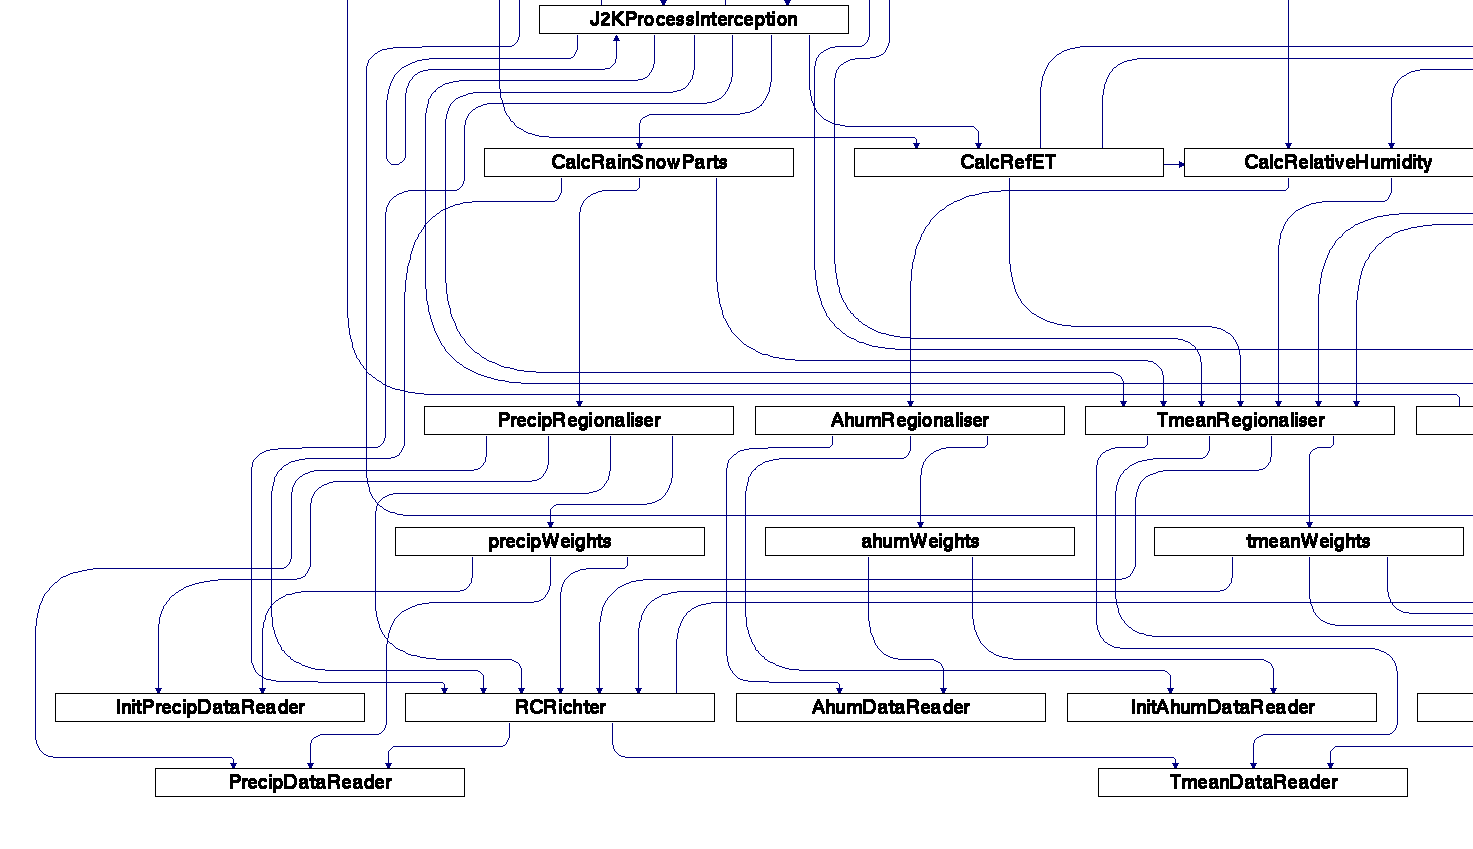 J2KProcessInterception
CalcRainSnowParts
CalcRefET
CalcRelativeHumidity
PrecipRegionaliser
AhumRegionaliser
TmeanRegionaliser
precipWeights
ahumWeights
tmeanWeights
InitPrecipDataReader
RCRichter
AhumDataReader
InitAhumDataReader
PrecipDataReader
TmeanDataReader